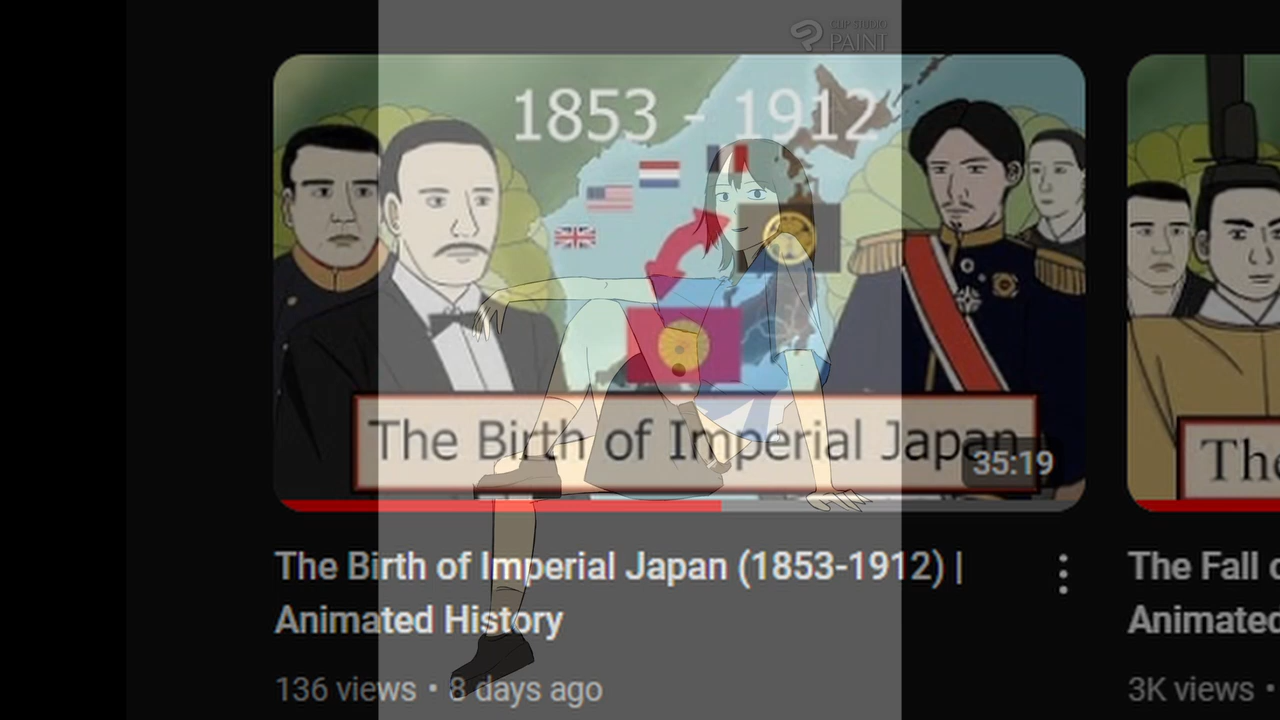 CLIP STUDIO
PAINT
1853 - 1912
The Birth of Imperial Japan
35:19
The
The Birth of Imperial Japan (1853-1912) |
Animated History
136 views • 8 days ago
The Fall
Animated
3K views •